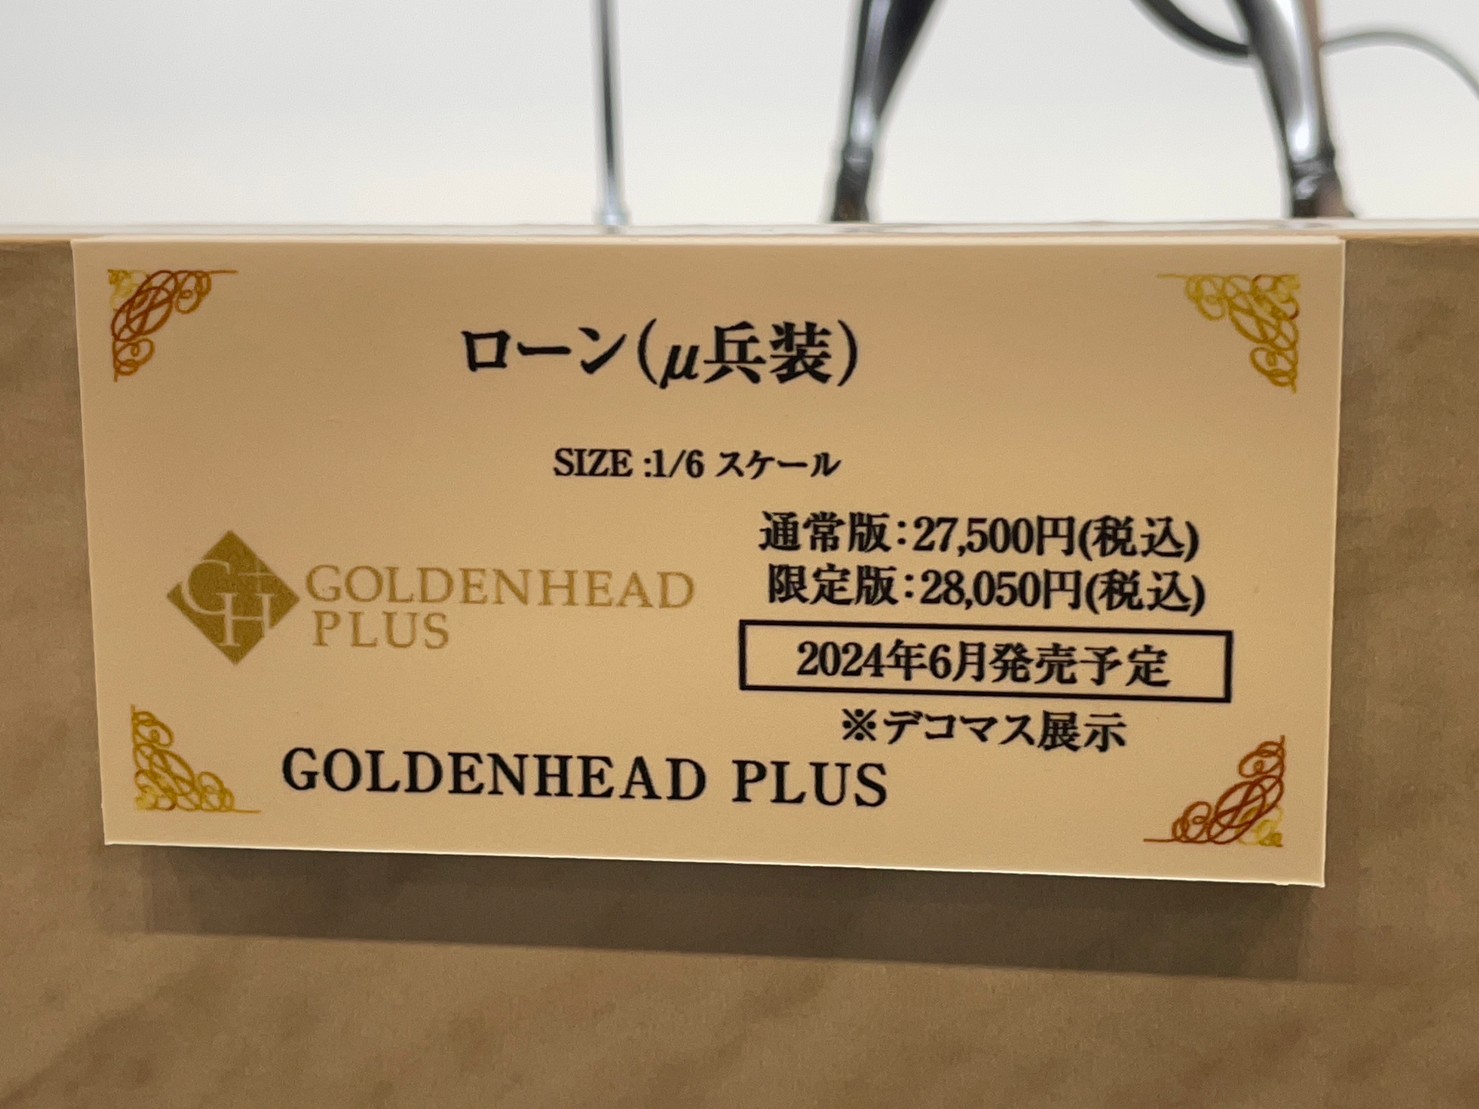 ローン(μ兵装)
SIZE :1/6 スケール
通常版：27,500円(税込)
限定版：28,050円(税込)
GH
GOLDENHEAD
PLUS
2024年6月発売予定
※デコマス展示
GOLDENHEAD PLUS